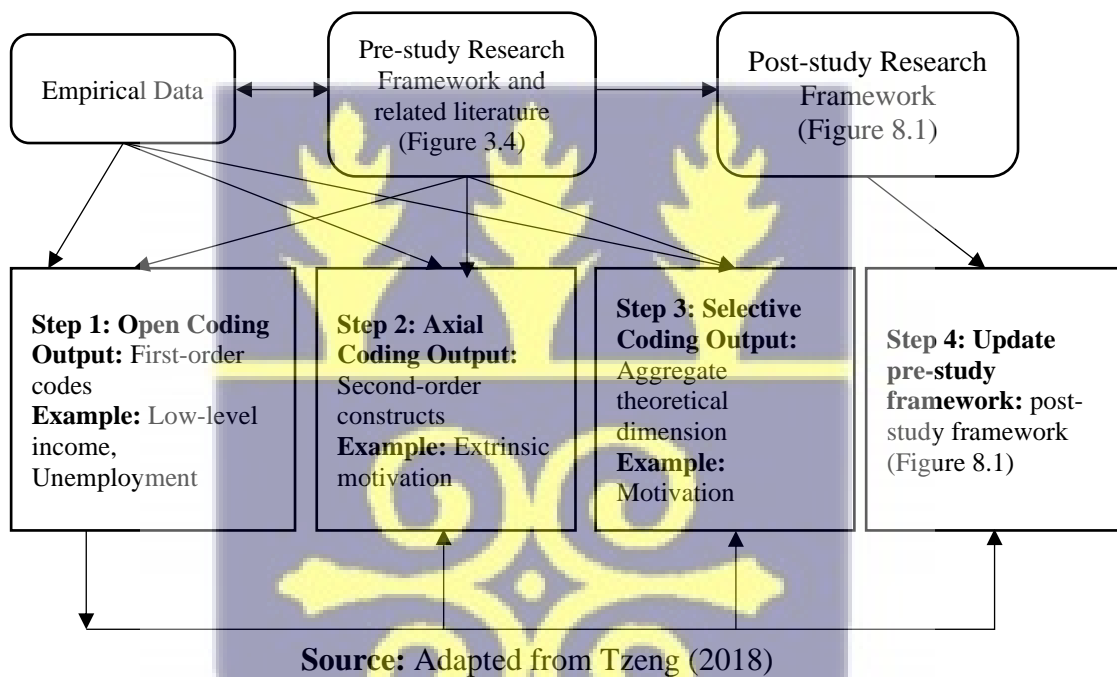 Empirical Data
Pre-study Research
Framework and
related literature
(Figure 3.4)
Post-study Research
Framework
(Figure 8.1)
Step 1: Open Coding
Output: First-order
codes
Example: Low-level
income,
Unemployment
Step 2: Axial
Coding Output:
Second-order
constructs
Example: Extrinsic
motivation
Step 3: Selective
Coding Output:
Aggregate
theoretical
dimension
Example:
Motivation
Step 4: Update
pre-study
framework: post-
study framework
(Figure 8.1)
Source: Adapted from Tzeng (2018)